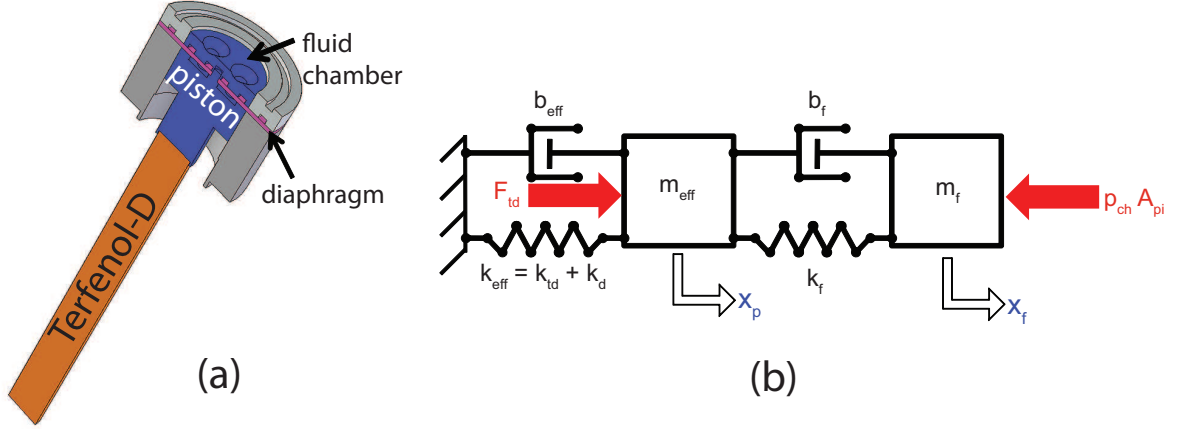 fluid
chamber
piston
diaphragm
Terfenol-D
(a)
b_eff
b_f
F_td
m_eff
m_f
p_ch A_pi
k_eff = k_td + k_d
k_f
x_p
x_f
(b)